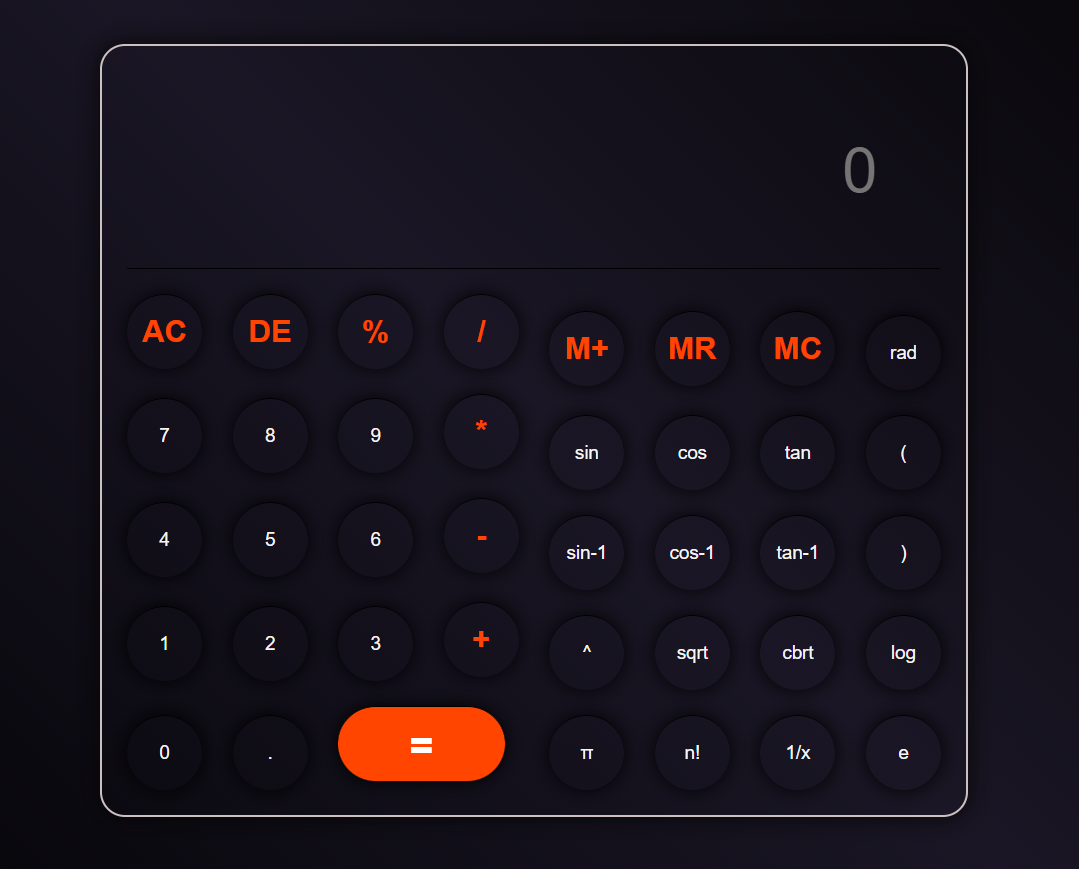 0
AC DE % / M+ MR MC rad
7 8 9 * sin cos tan (
4 5 6 - sin-1 cos-1 tan-1 )
1 2 3 + ^ sqrt cbrt log
0 . = π n! 1/x e